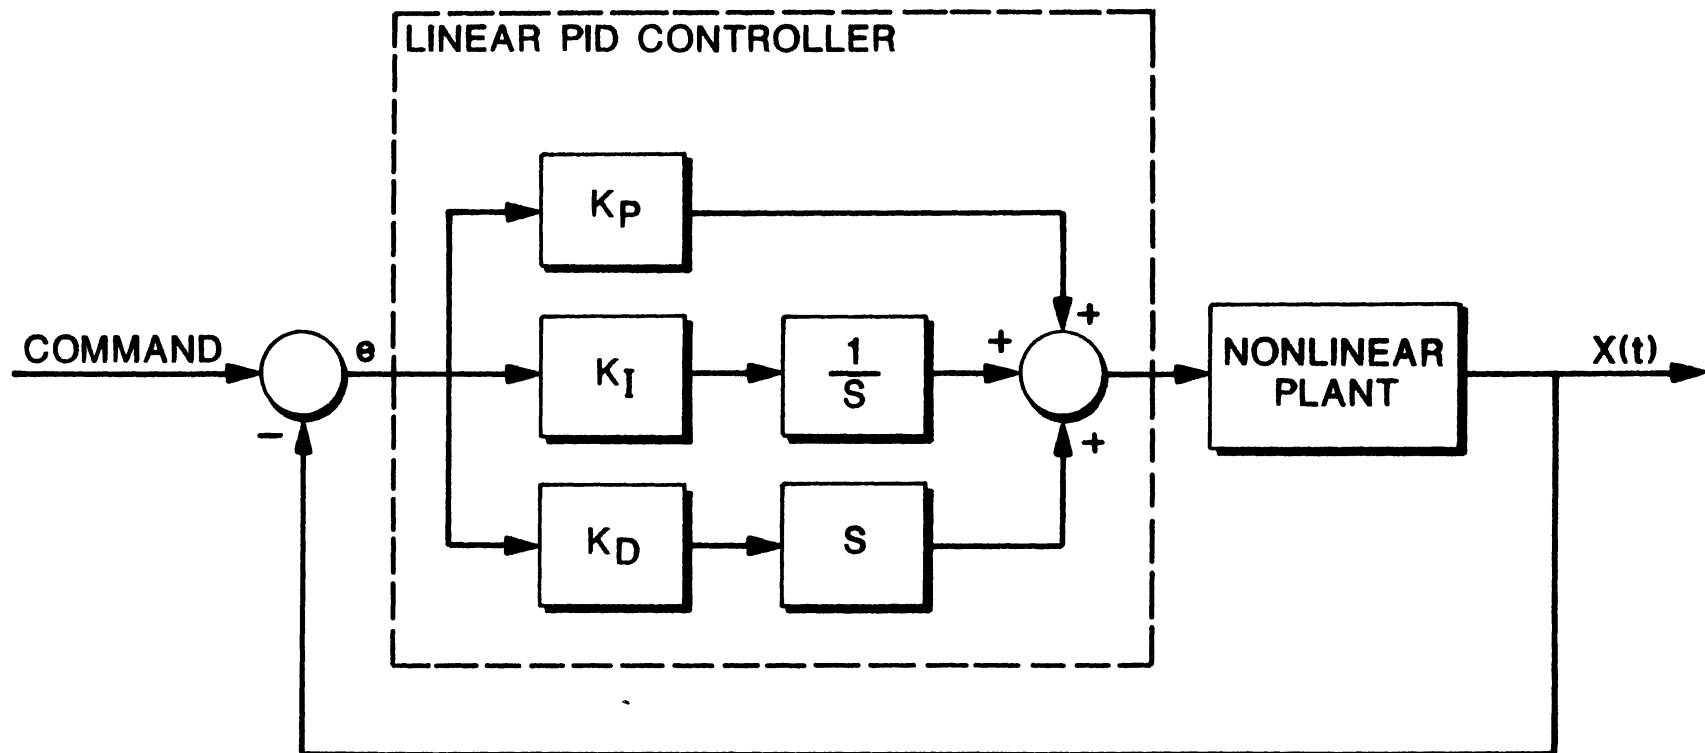 LINEAR PID CONTROLLER
KP
+
COMMAND
e
KI
1
S
+
NONLINEAR
PLANT
X(t)
−
+
KD
S